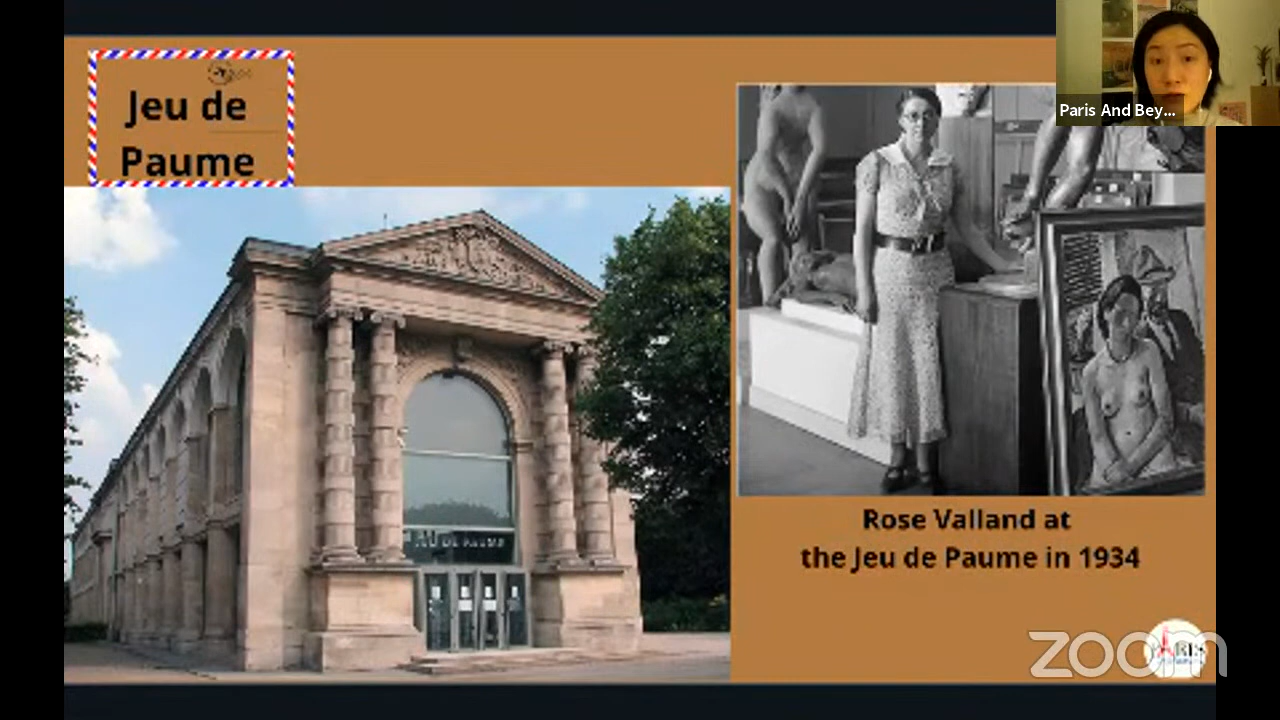 Jeu de
Paume
Paris And Bey...
JEU DE PAUME
Rose Valland at
the Jeu de Paume in 1934
zoom
PARIS